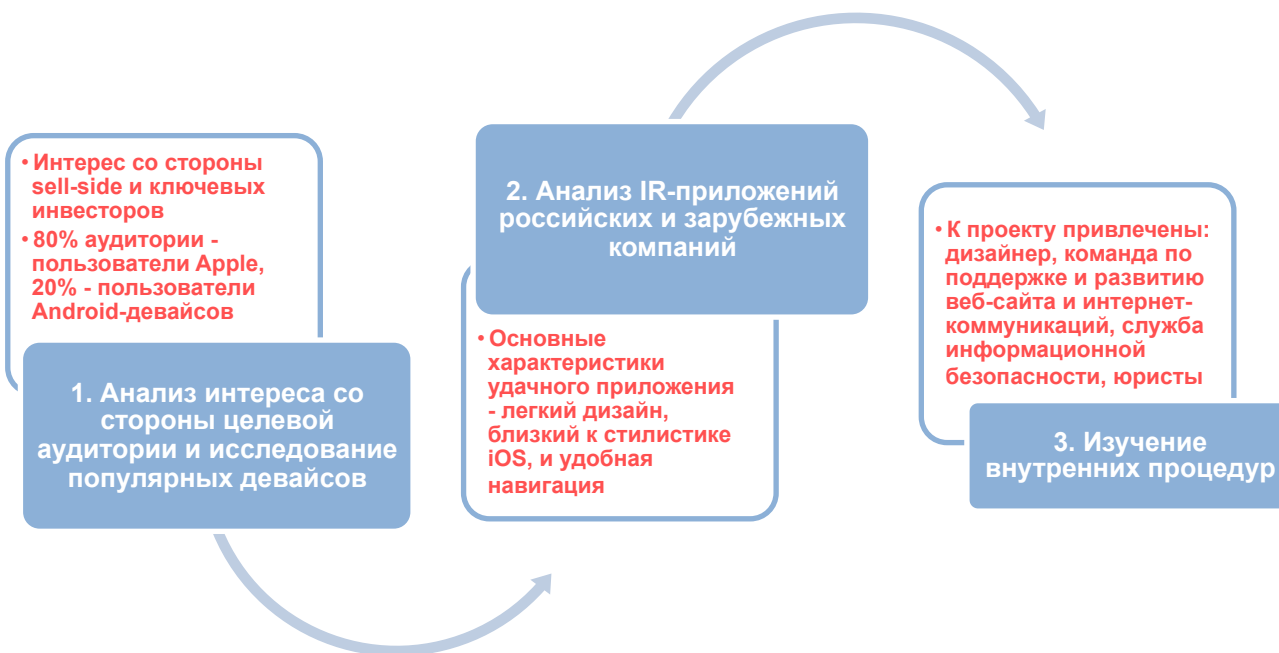 • Интерес со стороны
sell-side и ключевых
инвесторов
• 80% аудитории -
пользователи Apple,
20% - пользователи
Android-девайсов
1. Анализ интереса со
стороны целевой
аудитории и исследование
популярных девайсов
2. Анализ IR-приложений
российских и зарубежных
компаний
• Основные
характеристики
удачного приложения
- легкий дизайн,
близкий к стилистике
iOS, и удобная
навигация
• К проекту привлечены:
дизайнер, команда по
поддержке и развитию
веб-сайта и интернет-
коммуникаций, служба
информационной
безопасности, юристы
3. Изучение
внутренних процедур